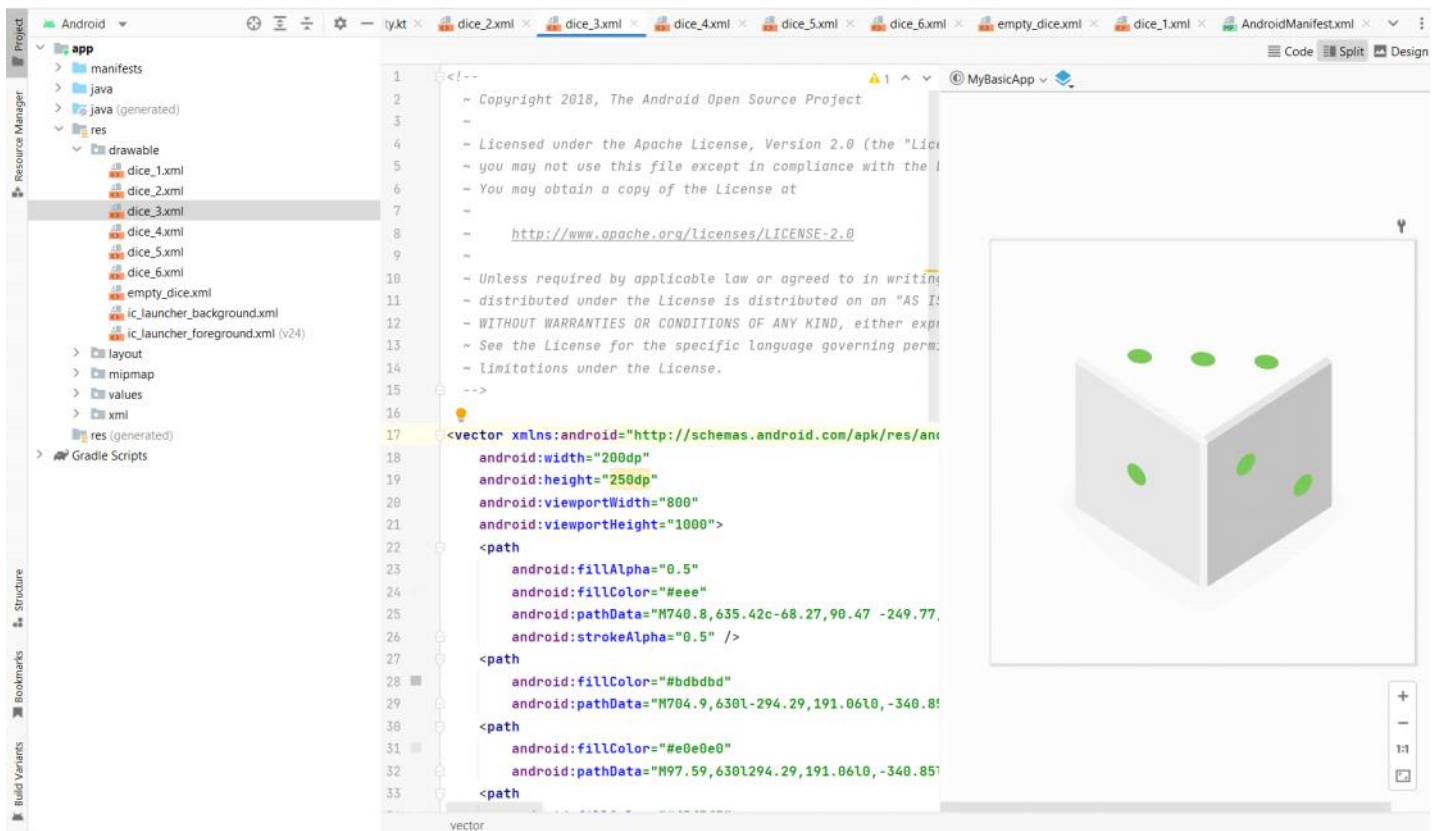 Project
Android
ty.kt
dice_2.xml
dice_3.xml
dice_4.xml
dice_5.xml
dice_6.xml
empty_dice.xml
dice_1.xml
AndroidManifest.xml
Code
Split
Design
Resource Manager
Structure
Bookmarks
Build Variants
app
manifests
java
java (generated)
res
drawable
dice_1.xml
dice_2.xml
dice_3.xml
dice_4.xml
dice_5.xml
dice_6.xml
empty_dice.xml
ic_launcher_background.xml
ic_launcher_foreground.xml (v24)
layout
mipmap
values
xml
res (generated)
Gradle Scripts
1 <!--
2 ~ Copyright 2018, The Android Open Source Project
3 ~
4 ~ Licensed under the Apache License, Version 2.0 (the "Lice
5 ~ you may not use this file except in compliance with the
6 ~ You may obtain a copy of the License at
7 ~
8 ~ http://www.apache.org/licenses/LICENSE-2.0
9 ~
10 ~ Unless required by applicable law or agreed to in writing
11 ~ distributed under the License is distributed on an "AS IS
12 ~ WITHOUT WARRANTIES OR CONDITIONS OF ANY KIND, either expr
13 ~ See the License for the specific language governing permi
14 ~ limitations under the License.
15 -->
16
17 <vector xmlns:android="http://schemas.android.com/apk/res/and
18 android:width="200dp"
19 android:height="250dp"
20 android:viewportWidth="800"
21 android:viewportHeight="1000">
22 <path
23 android:fillAlpha="0.5"
24 android:fillColor="#eee"
25 android:pathData="M740.8,635.42c-68.27,90.47 -249.77,
26 android:strokeAlpha="0.5" />
27 <path
28 android:fillColor="#bdbdbd"
29 android:pathData="M704.9,630l-294.29,191.06l0,-340.85
30 <path
31 android:fillColor="#e0e0e0"
32 android:pathData="M97.59,630l294.29,191.06l0,-340.85l
33 <path
vector
1
MyBasicApp
1:1